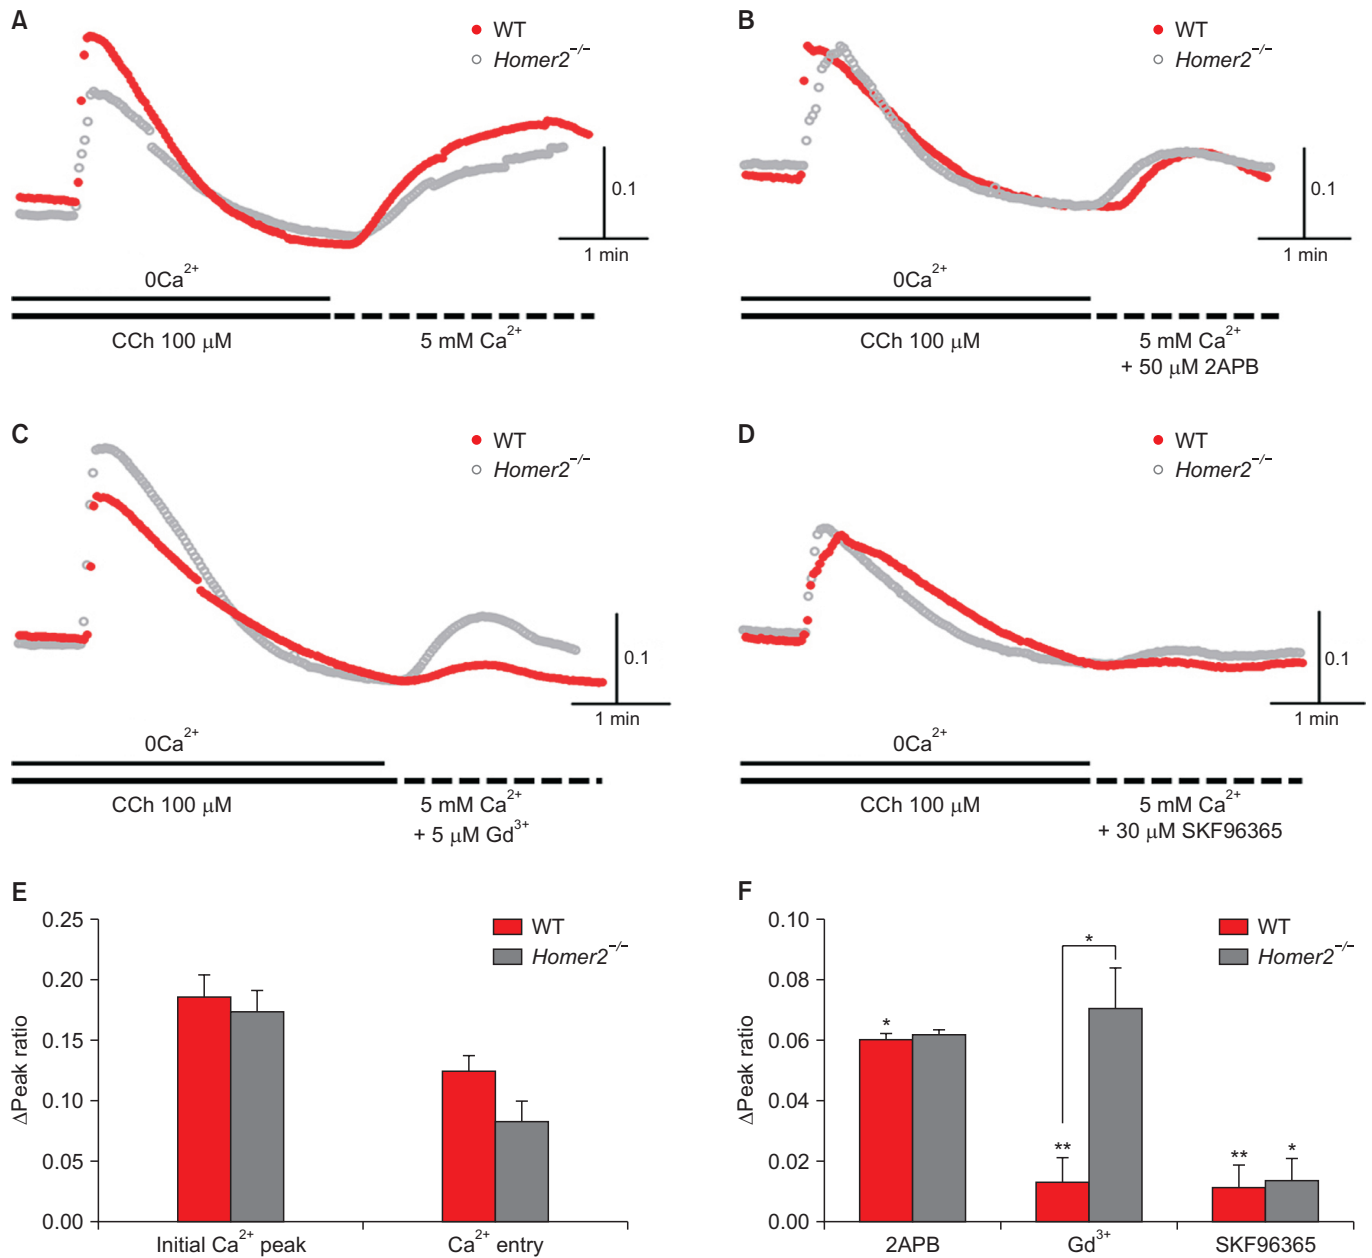 A
WT
Homer2−/−
0.1
1 min
0Ca2+
CCh 100 μM
5 mM Ca2+
B
WT
Homer2−/−
0.1
1 min
0Ca2+
CCh 100 μM
5 mM Ca2+
+ 50 μM 2APB
C
WT
Homer2−/−
0.1
1 min
0Ca2+
CCh 100 μM
5 mM Ca2+
+ 5 μM Gd3+
D
WT
Homer2−/−
0.1
1 min
0Ca2+
CCh 100 μM
5 mM Ca2+
+ 30 μM SKF96365
E
WT
Homer2−/−
ΔPeak ratio
0.25
0.20
0.15
0.10
0.05
0.00
Initial Ca2+ peak
Ca2+ entry
F
WT
Homer2−/−
ΔPeak ratio
0.10
0.08
0.06
0.04
0.02
0.00
*
**
*
**
*
2APB
Gd3+
SKF96365